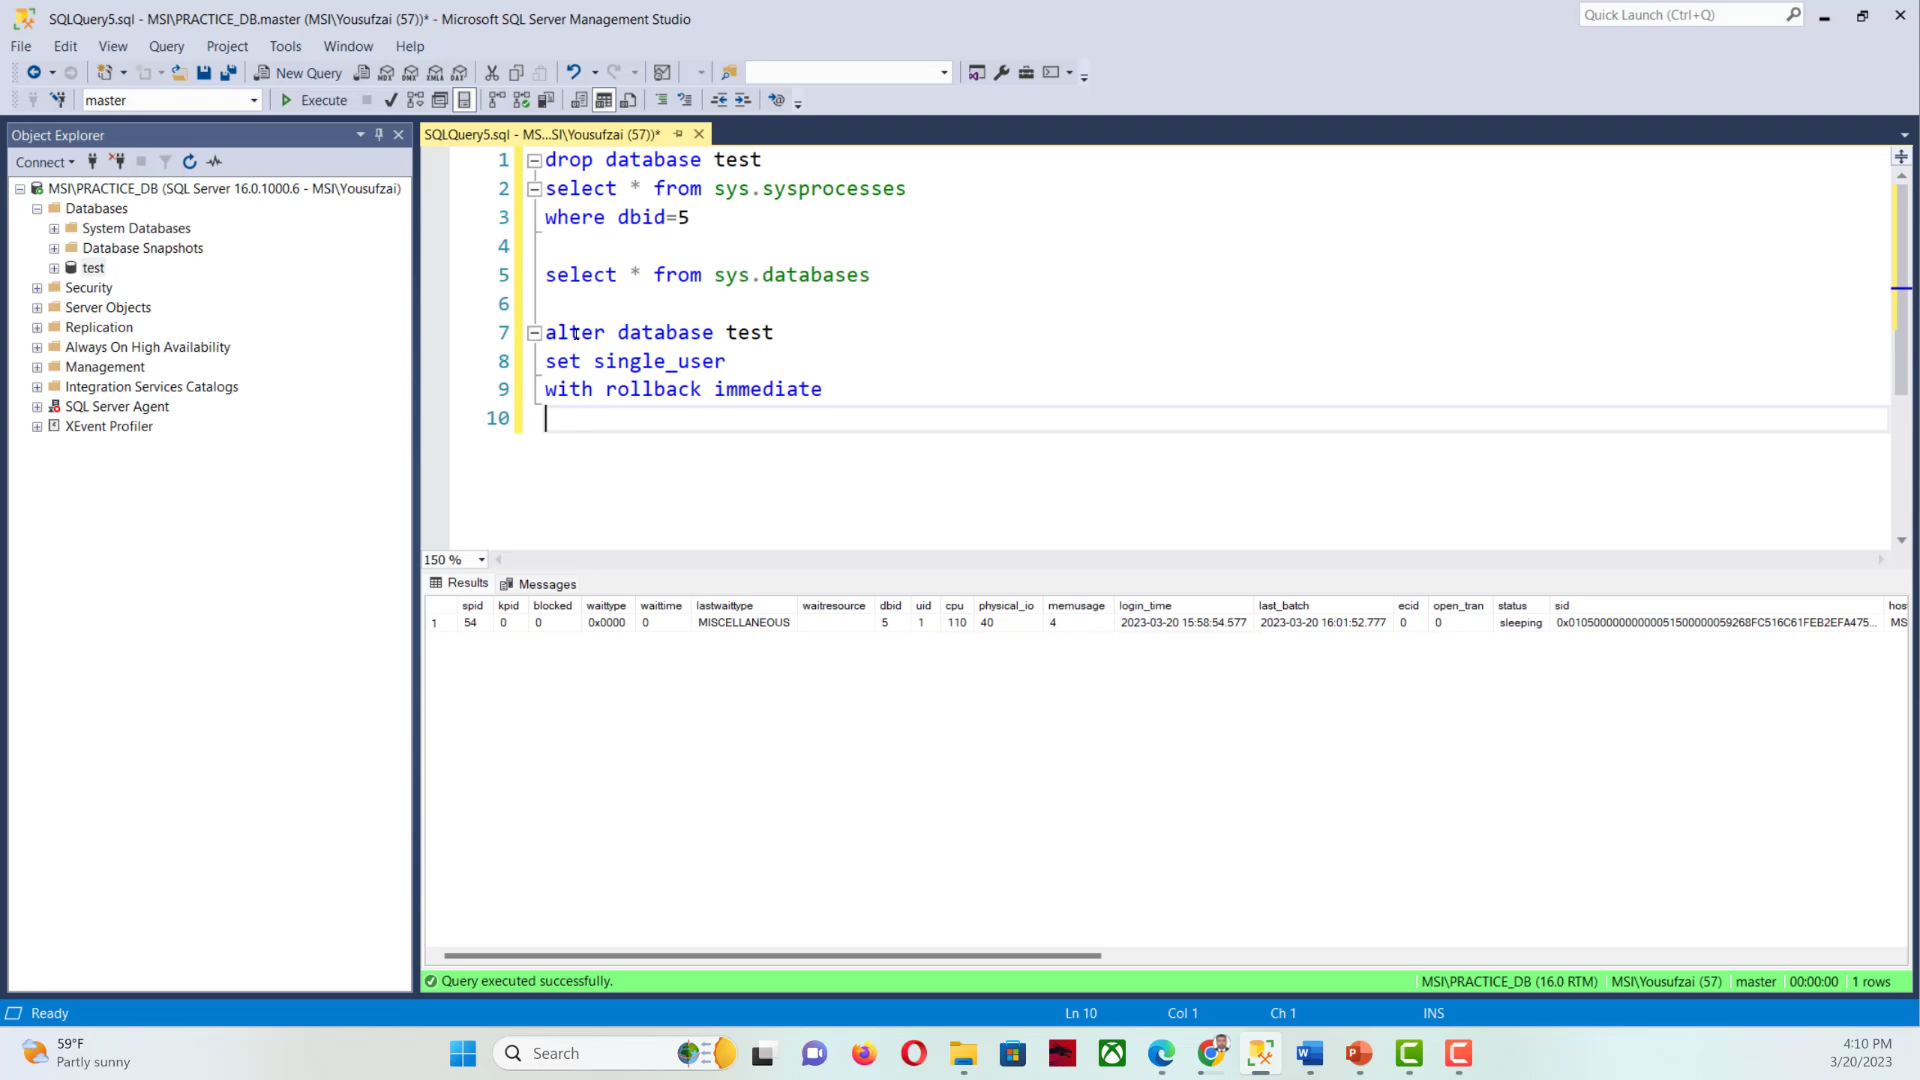 SQLQuery5.sql - MSI\PRACTICE_DB.master (MSI\Yousufzai (57))* - Microsoft SQL Server Management Studio
Quick Launch (Ctrl+Q)
File Edit View Query Project Tools Window Help
New Query
master
Execute
Object Explorer
SQLQuery5.sql - MS...SI\Yousufzai (57))*
Connect
MSI\PRACTICE_DB (SQL Server 16.0.1000.6 - MSI\Yousufzai)
Databases
System Databases
Database Snapshots
test
Security
Server Objects
Replication
Always On High Availability
Management
Integration Services Catalogs
SQL Server Agent
XEvent Profiler
1 drop database test
2 select * from sys.sysprocesses
3 where dbid=5
4
5 select * from sys.databases
6
7 alter database test
8 set single_user
9 with rollback immediate
10
150 %
Results Messages
spid kpid blocked waittype waittime lastwaittype waitresource dbid uid cpu physical_io memusage login_time last_batch ecid open_tran status sid hos
1 54 0 0 0x0000 0 MISCELLANEOUS 5 1 110 40 4 2023-03-20 15:58:54.577 2023-03-20 16:01:52.777 0 0 sleeping 0x01050000000000051500000059268FC516C61FEB2EFA475... MS
Query executed successfully.
MSI\PRACTICE_DB (16.0 RTM) MSI\Yousufzai (57) master 00:00:00 1 rows
Ready
Ln 10 Col 1 Ch 1 INS
59°F
Partly sunny
Search
4:10 PM
3/20/2023